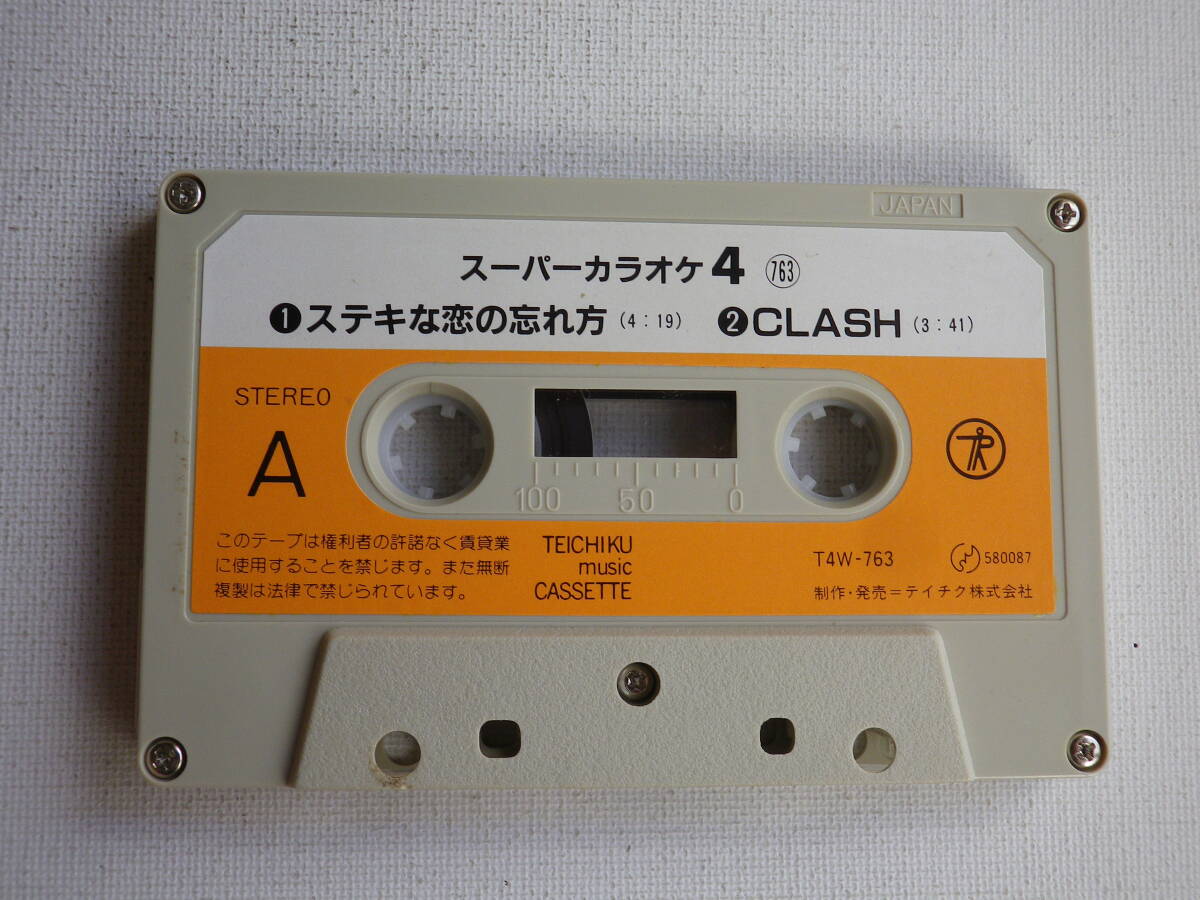 JAPAN
スーパーカラオケ4 763
❶ステキな恋の忘れ方 (4:19) ❷CLASH (3:41)
STEREO
A
100 50 0
このテープは権利者の許諾なく賃貸業
に使用することを禁じます。また無断
複製は法律で禁じられています。
TEICHIKU
music
CASSETTE
T4W-763
580087
制作・発売=テイチク株式会社